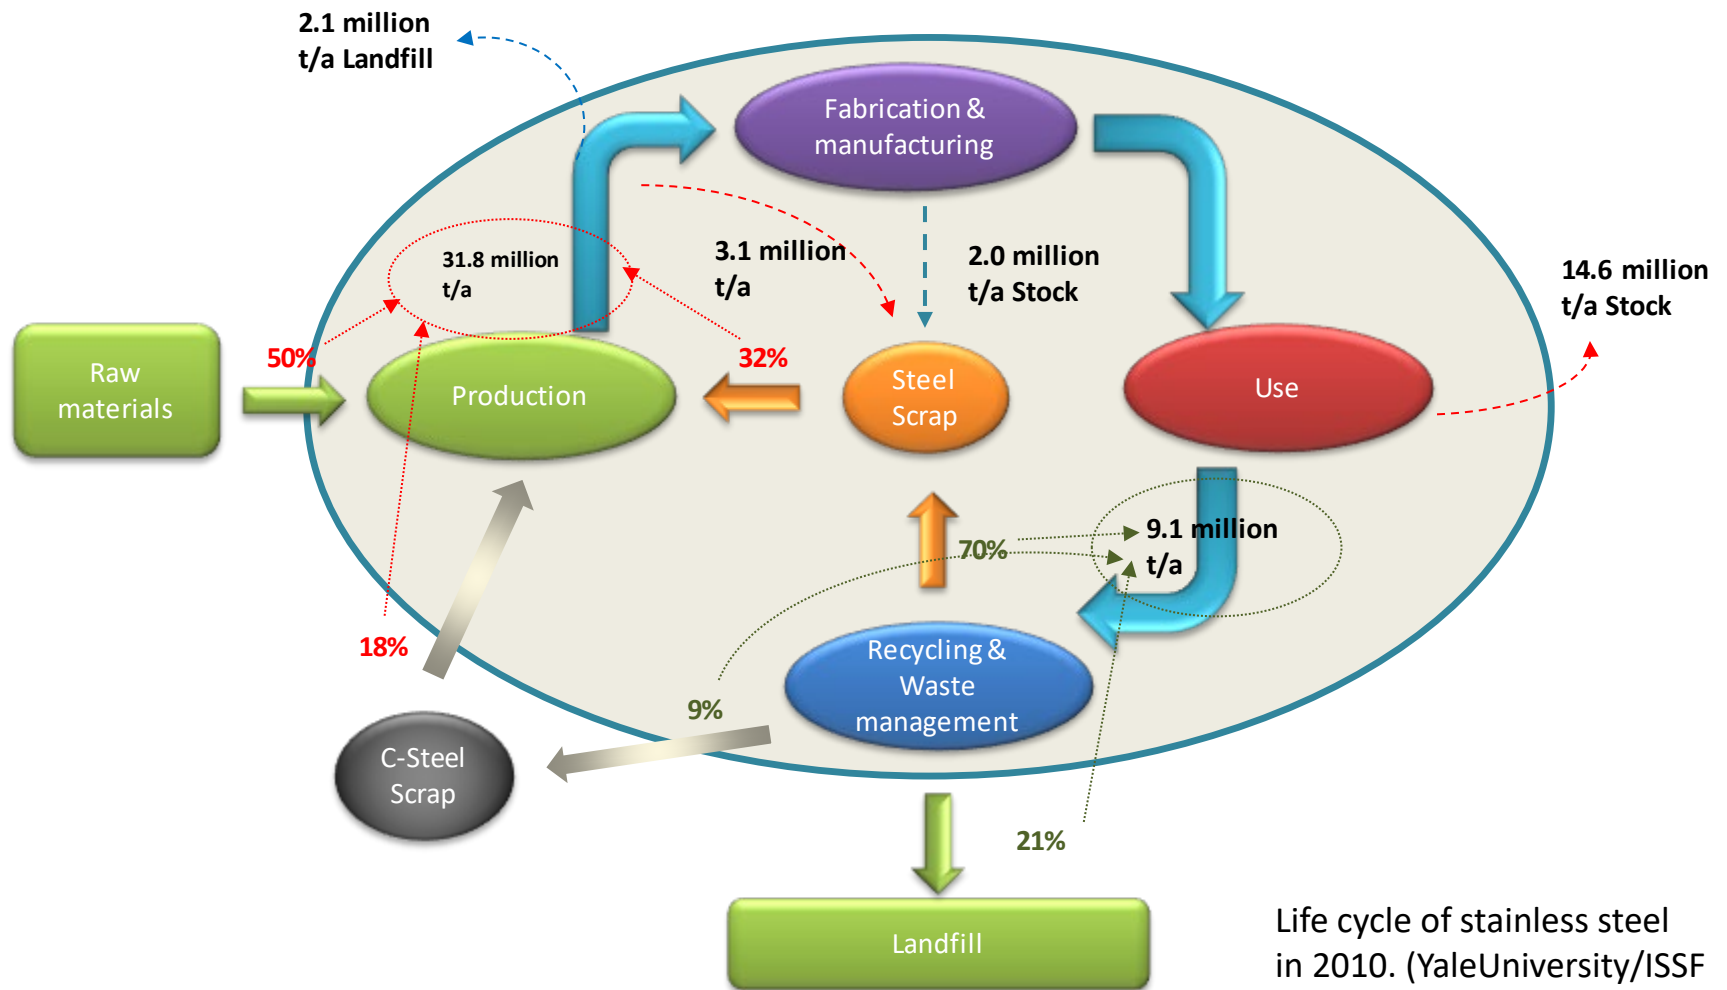 2.1 million
t/a Landfill
Fabrication &
manufacturing
31.8 million
t/a
3.1 million
t/a
2.0 million
t/a Stock
14.6 million
t/a Stock
Raw
materials
50%
Production
32%
Steel
Scrap
Use
70%
9.1 million
t/a
18%
Recycling &
Waste
management
9%
C-Steel
Scrap
21%
Landfill
Life cycle of stainless steel
in 2010. (YaleUniversity/ISSF